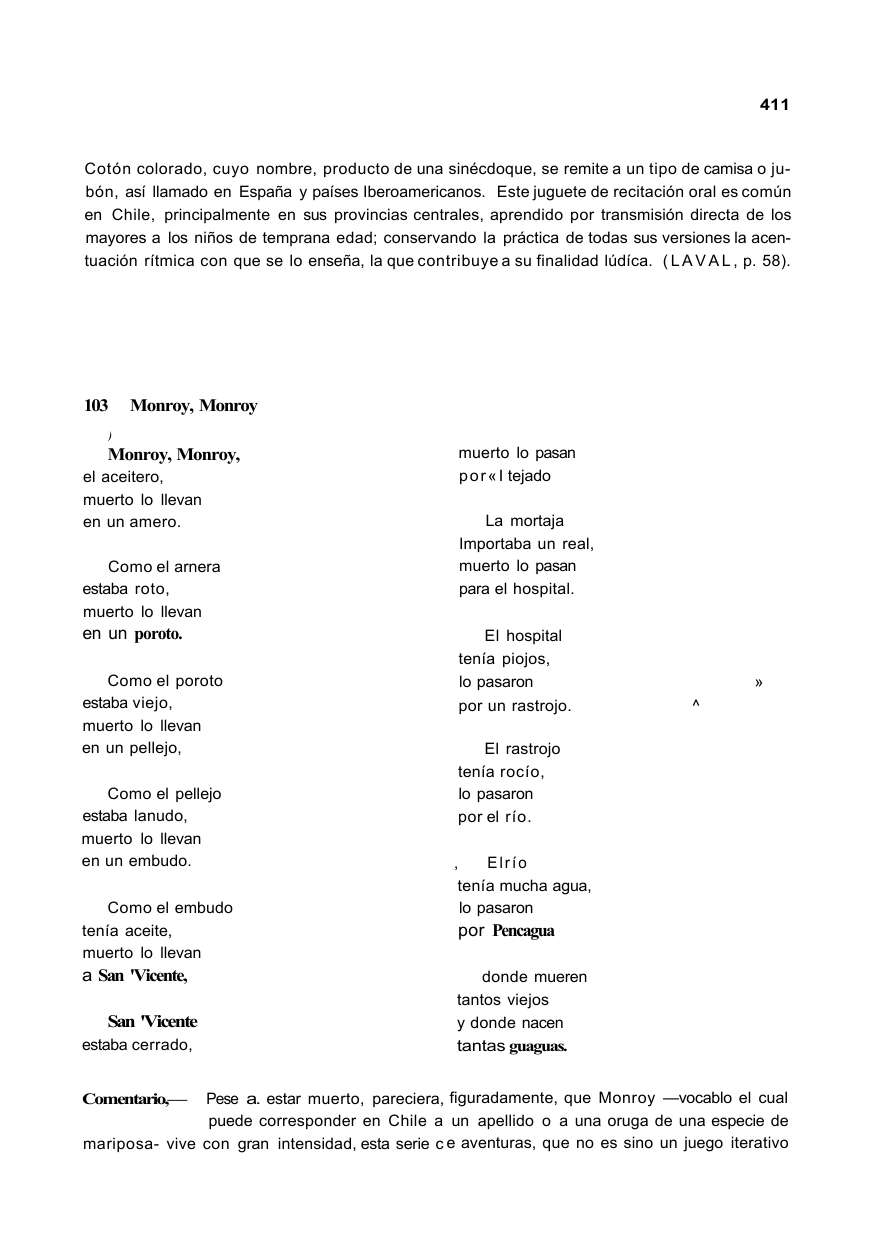 411
Cotón colorado, cuyo nombre, producto de una sinécdoque, se remite a un tipo de camisa o ju-
bón, así llamado en España y países Iberoamericanos. Este juguete de recitación oral es común
en Chile, principalmente en sus provincias centrales, aprendido por transmisión directa de los
mayores a los niños de temprana edad; conservando la práctica de todas sus versiones la acen-
tuación rítmica con que se lo enseña, la que contribuye a su finalidad lúdíca. (LAVAL, p. 58).
103 Monroy, Monroy
)
Monroy, Monroy,
el aceitero,
muerto lo llevan
en un amero.
Como el arnera
estaba roto,
muerto lo llevan
en un poroto.
Como el poroto
estaba viejo,
muerto lo llevan
en un pellejo,
Como el pellejo
estaba lanudo,
muerto lo llevan
en un embudo.
Como el embudo
tenía aceite,
muerto lo llevan
a San 'Vicente,
San 'Vicente
estaba cerrado,
muerto lo pasan
por«I tejado
La mortaja
Importaba un real,
muerto lo pasan
para el hospital.
El hospital
tenía piojos,
lo pasaron »
por un rastrojo. ^
El rastrojo
tenía rocío,
lo pasaron
por el río.
, Elrío
tenía mucha agua,
lo pasaron
por Pencagua
donde mueren
tantos viejos
y donde nacen
tantas guaguas.
Comentario,— Pese a. estar muerto, pareciera, figuradamente, que Monroy —vocablo el cual
puede corresponder en Chile a un apellido o a una oruga de una especie de
mariposa- vive con gran intensidad, esta serie ce aventuras, que no es sino un juego iterativo